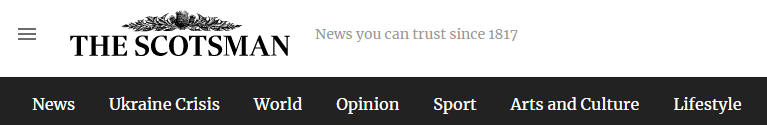 THE SCOTSMAN
News you can trust since 1817
News Ukraine Crisis World Opinion Sport Arts and Culture Lifestyle